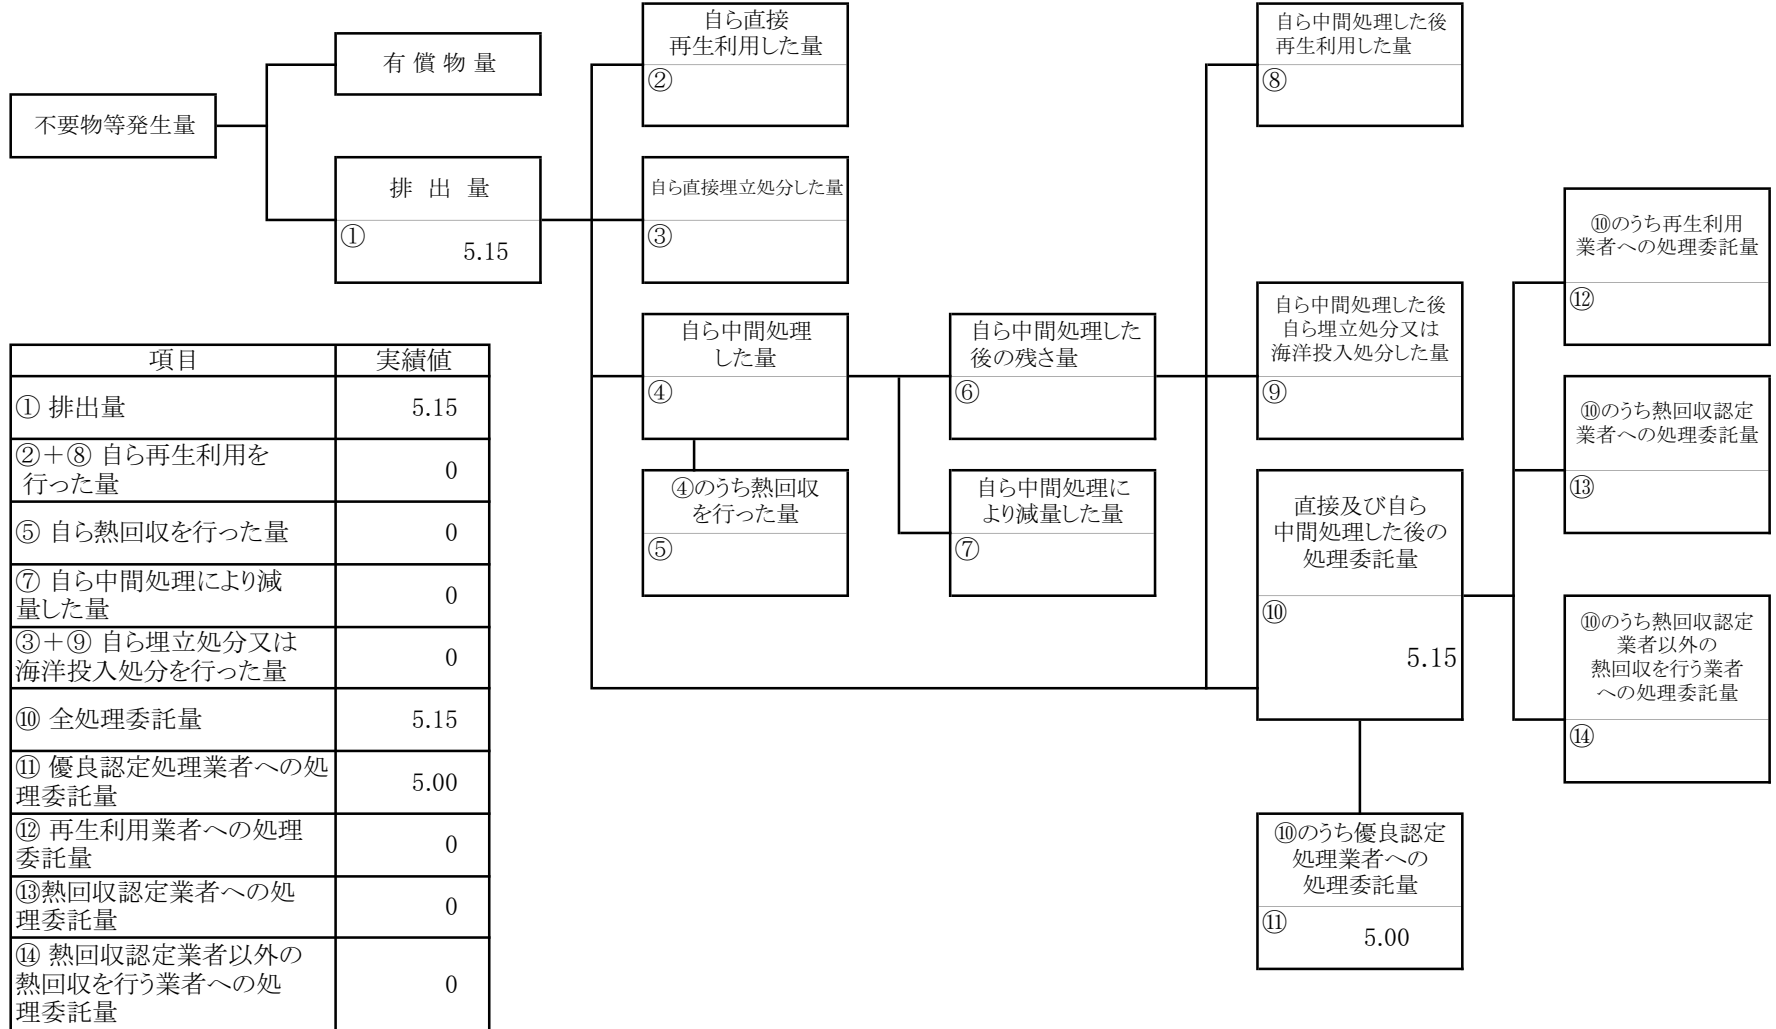 自ら直接
再生利用した量
②
自ら中間処理した後
再生利用した量
⑧
有 償 物 量
不要物等発生量
排 出 量
①
5.15
自ら直接埋立処分した量
③
⑩のうち再生利用
業者への処理委託量
⑫
自ら中間処理
した量
④
自ら中間処理した
後の残さ量
⑥
自ら中間処理した後
自ら埋立処分又は
海洋投入処分した量
⑨
⑩のうち熱回収認定
業者への処理委託量
⑬
④のうち熱回収
を行った量
⑤
自ら中間処理に
より減量した量
⑦
直接及び自ら
中間処理した後の
処理委託量
⑩
5.15
⑩のうち熱回収認定
業者以外の
熱回収を行う業者
への処理委託量
⑭
⑩のうち優良認定
処理業者への
処理委託量
⑪
5.00
項目 実績値
① 排出量 5.15
②＋⑧ 自ら再生利用を
行った量 0
⑤ 自ら熱回収を行った量 0
⑦ 自ら中間処理により減
量した量 0
③＋⑨ 自ら埋立処分又は
海洋投入処分を行った量 0
⑩ 全処理委託量 5.15
⑪ 優良認定処理業者への処
理委託量 5.00
⑫ 再生利用業者への処理
委託量 0
⑬熱回収認定業者への処
理委託量 0
⑭ 熱回収認定業者以外の
熱回収を行う業者への処
理委託量 0